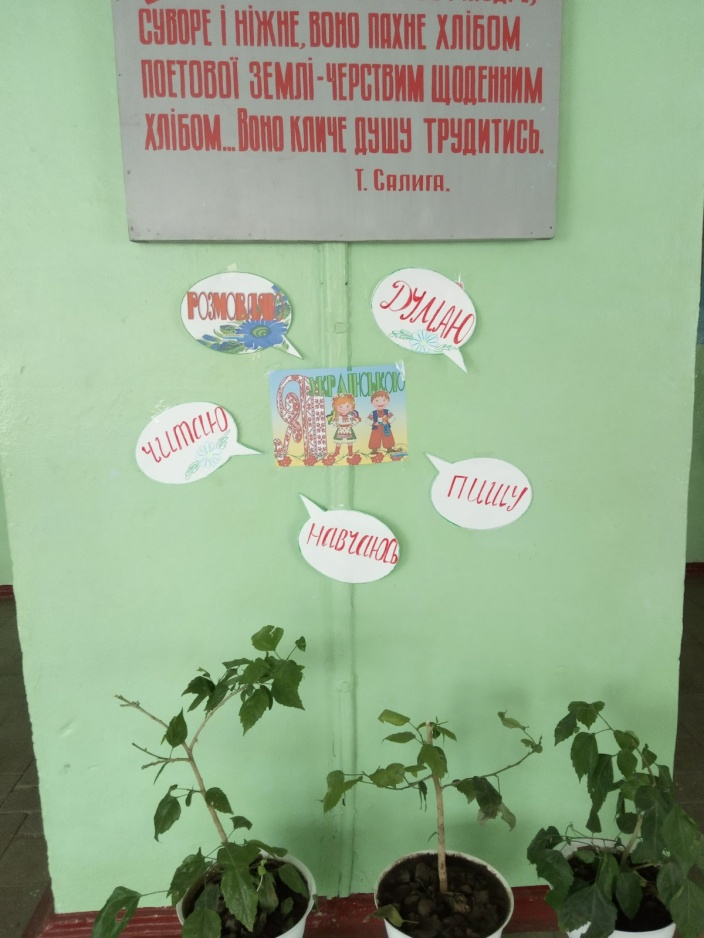 СУВОРЕ І НІЖНЕ, ВОНО ПАХНЕ ХЛІБОМ
ПОЕТОВОЇ ЗЕМЛІ - ЧЕРСТВИМ ЩОДЕННИМ
ХЛІБОМ... ВОНО КЛИЧЕ ДУШУ ТРУДИТИСЬ.
Т. САЛИГА.
РОЗМОВЛЯЮ
ДУМАЮ
Я УКРАЇНСЬКОЮ
читаю
пишу
навчаюсь